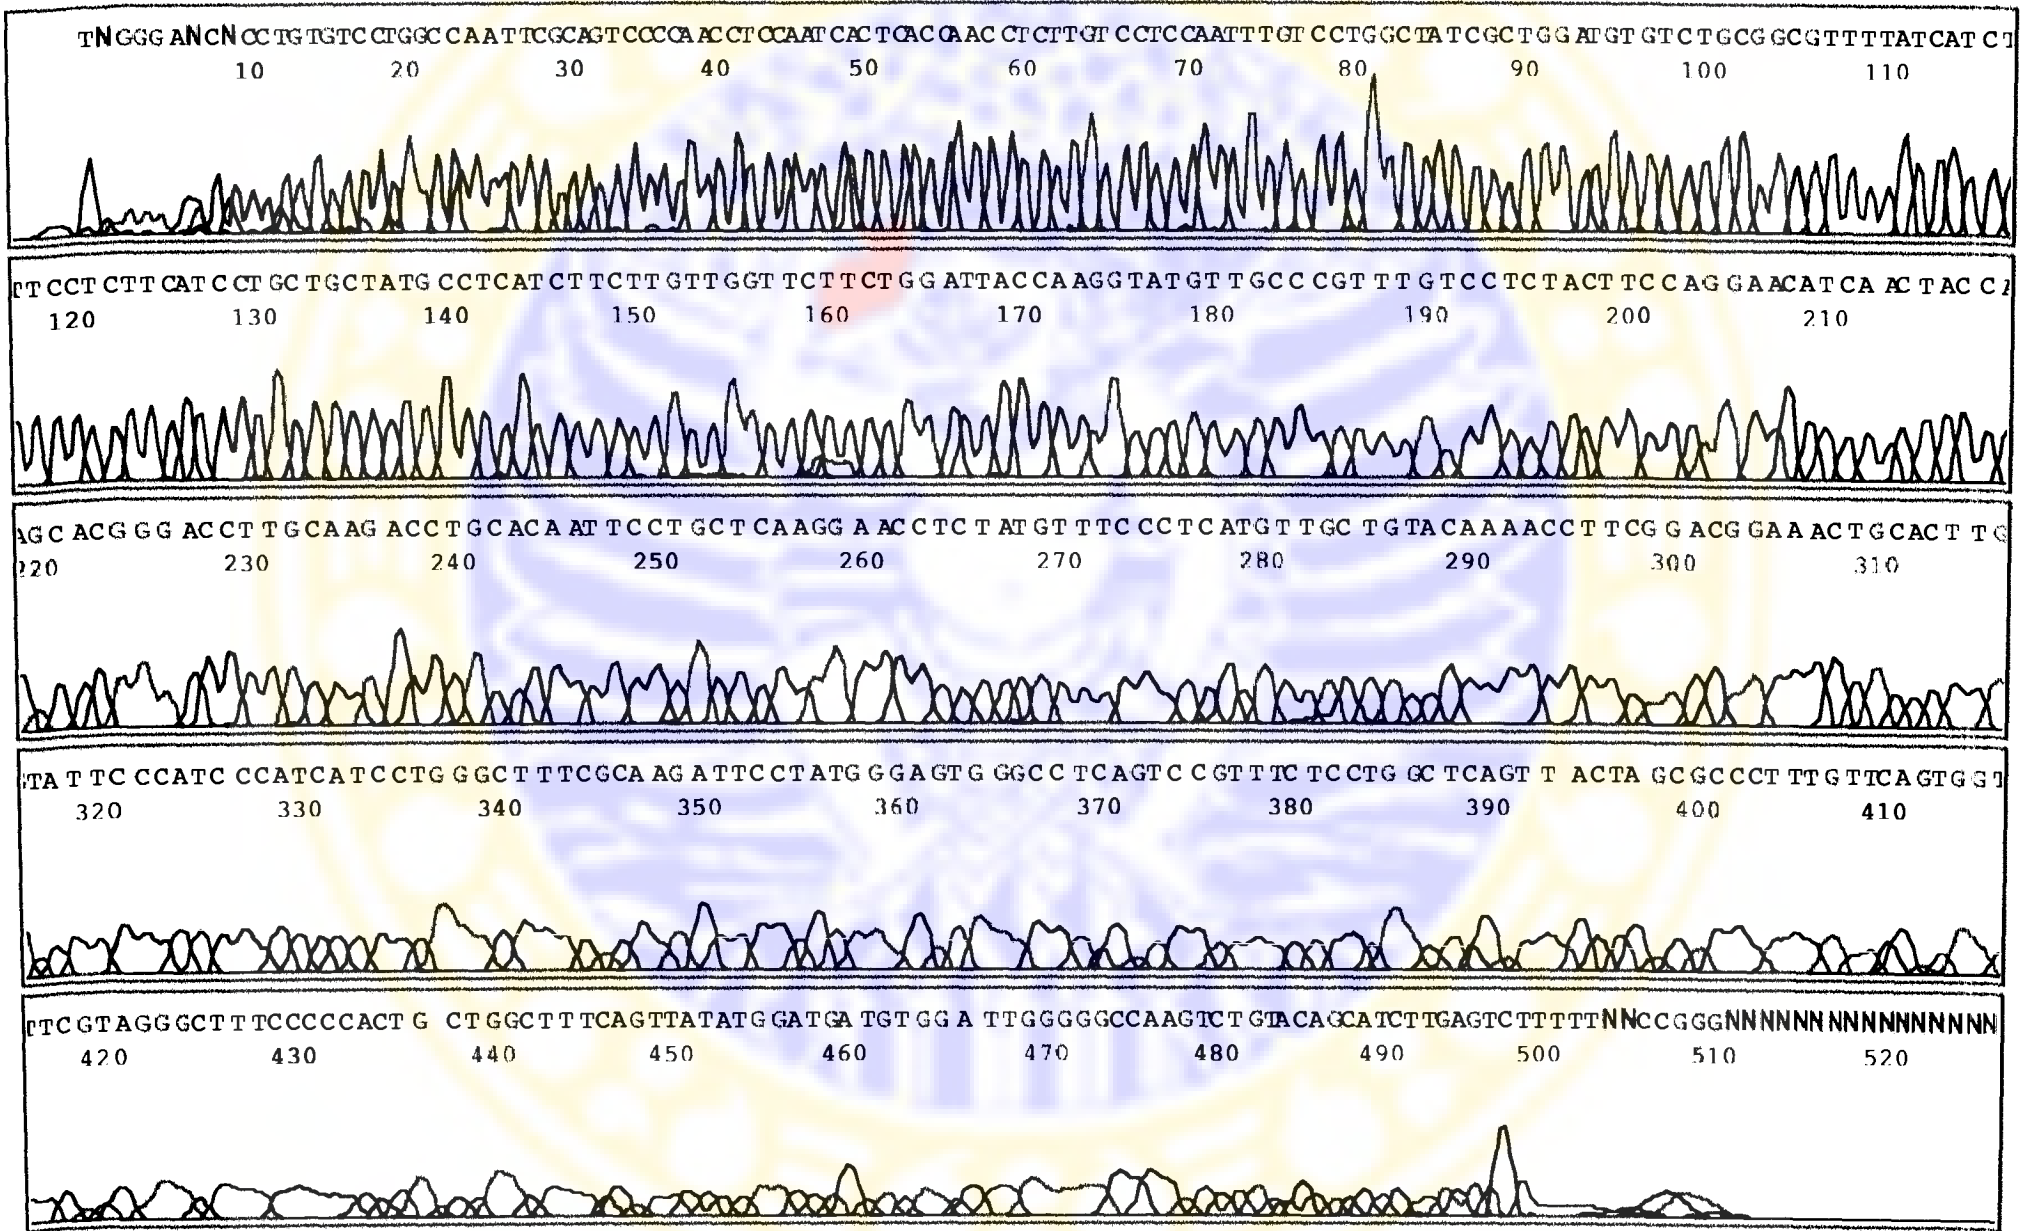 TNGGGANCNCCTGTGTCCTGGCCAATTCGCAGTCCCCAACCTCCAATCACTCACCAACCTCTTGTCCTCCAATTTGTCCTGGCTATCGCTGGATGTGTCTGCGGCGTTTTATCATCT
10 20 30 40 50 60 70 80 90 100 110
TTCCTCTTCATCCTGCTGCTATGCCTCATCTTCTTGTTGGTTCTTCTGGATTACCAAGGTATGTTGCCCGTTTGTCCTCTACTTCCAGGAACATCAACTACC
120 130 140 150 160 170 180 190 200 210
AGCACGGGACCTTGCAAGACCTGCACAATTCCTGCTCAAGGAACCTCTATGTTTCCCTCATGTTGCTGTACAAAACCTTCGGACGGAAACTGCACTTG
220 230 240 250 260 270 280 290 300 310
TATTCCCATCCCATCATCCTGGGCTTTCGCAAGATTCCTATGGGAGTGGGCCTCAGTCCGTTTCTCCTGGCTCAGTTACTAGCGCCCTTTGTTCAGTGGT
320 330 340 350 360 370 380 390 400 410
TTCGTAGGGCTTTCCCCCACTGCTGGCTTTCAGTTATATGGATGATGTGGATTGGGGGCCAAGTCTGTACAGCATCTTGAGTCTTTTTNNCCGGGNNNNNNNNNNNNNNNN
420 430 440 450 460 470 480 490 500 510 520